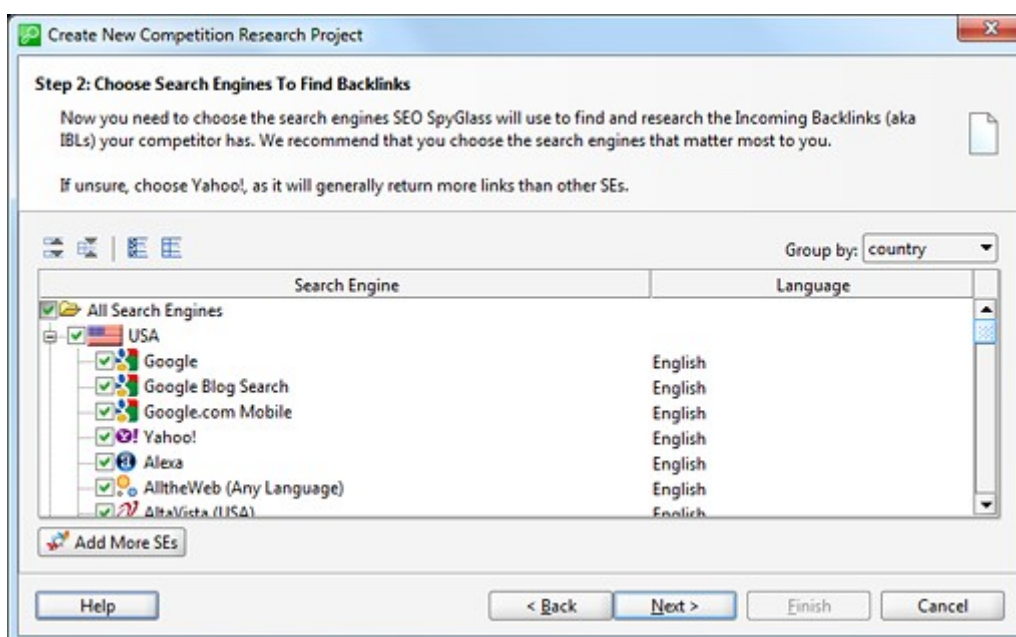 Create New Competition Research Project
Step 2: Choose Search Engines To Find Backlinks
Now you need to choose the search engines SEO SpyGlass will use to find and research the Incoming Backlinks (aka
IBLs) your competitor has. We recommend that you choose the search engines that matter most to you.
If unsure, choose Yahoo!, as it will generally return more links than other SEs.
Group by: country
Search Engine Language
All Search Engines
USA
Google English
Google Blog Search English
Google.com Mobile English
Yahoo! English
Alexa English
AlltheWeb (Any Language) English
AltaVista (USA) English
Add More SEs
Help < Back Next > Finish Cancel